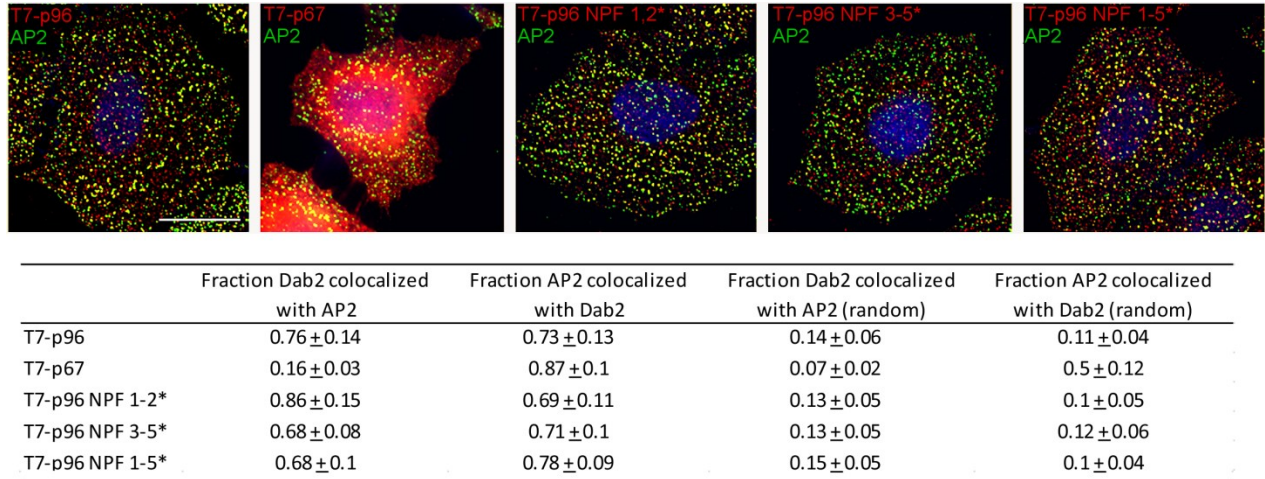 T7-p96
AP2
T7-p67
AP2
T7-p96 NPF 1,2*
AP2
T7-p96 NPF 3-5*
AP2
T7-p96 NPF 1-5*
AP2
Fraction Dab2 colocalized with AP2 Fraction AP2 colocalized with Dab2 Fraction Dab2 colocalized with AP2 (random) Fraction AP2 colocalized with Dab2 (random)
T7-p96 0.76±0.14 0.73±0.13 0.14±0.06 0.11±0.04
T7-p67 0.16±0.03 0.87±0.1 0.07±0.02 0.5±0.12
T7-p96 NPF 1-2* 0.86±0.15 0.69±0.11 0.13±0.05 0.1±0.05
T7-p96 NPF 3-5* 0.68±0.08 0.71±0.1 0.13±0.05 0.12±0.06
T7-p96 NPF 1-5* 0.68±0.1 0.78±0.09 0.15±0.05 0.1±0.04